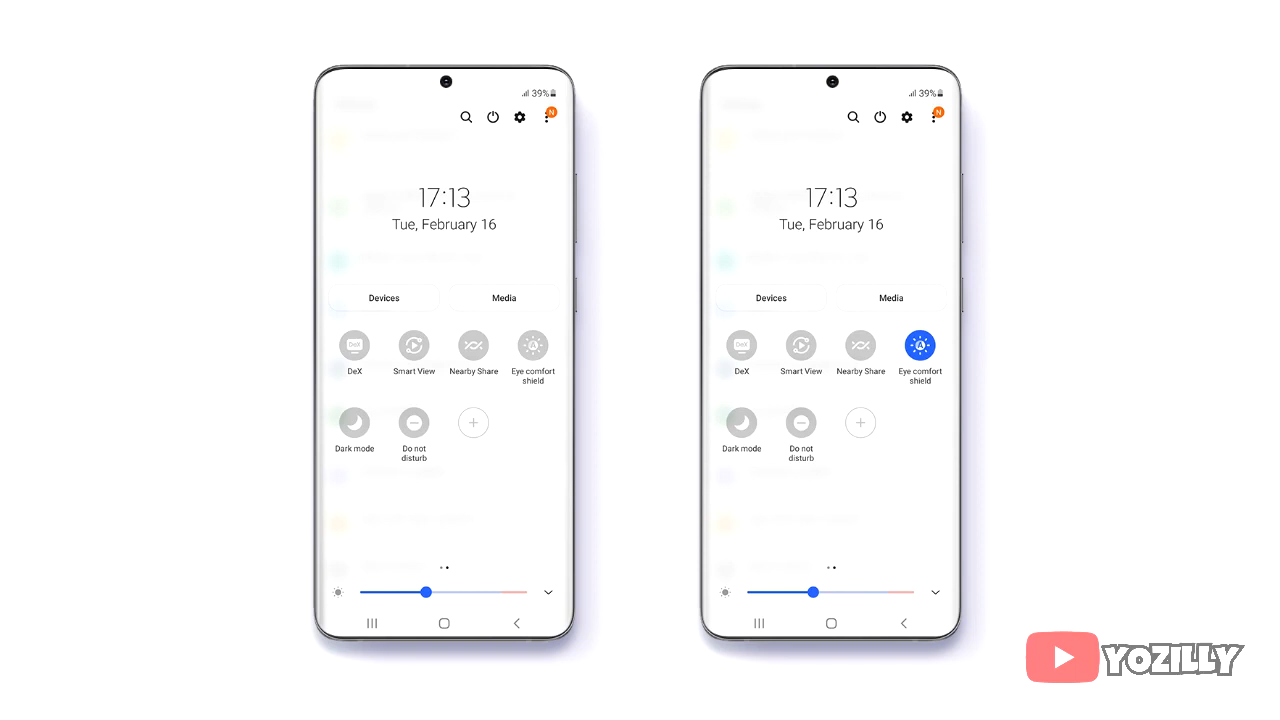 39%
N
17:13
Tue, February 16
Devices
Media
DeX
DeX
Smart View
Nearby Share
A
Eye comfort
shield
Dark mode
Do not
disturb
39%
N
17:13
Tue, February 16
Devices
Media
DeX
DeX
Smart View
Nearby Share
A
Eye comfort
shield
Dark mode
Do not
disturb
YOZILLY